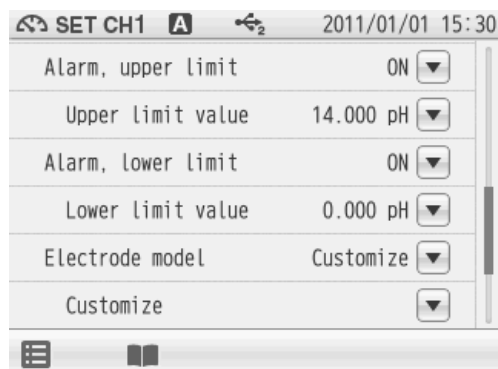 SET CH1 A 2 2011/01/01 15:30
Alarm, upper limit ON
Upper limit value 14.000 pH
Alarm, lower limit ON
Lower limit value 0.000 pH
Electrode model Customize
Customize